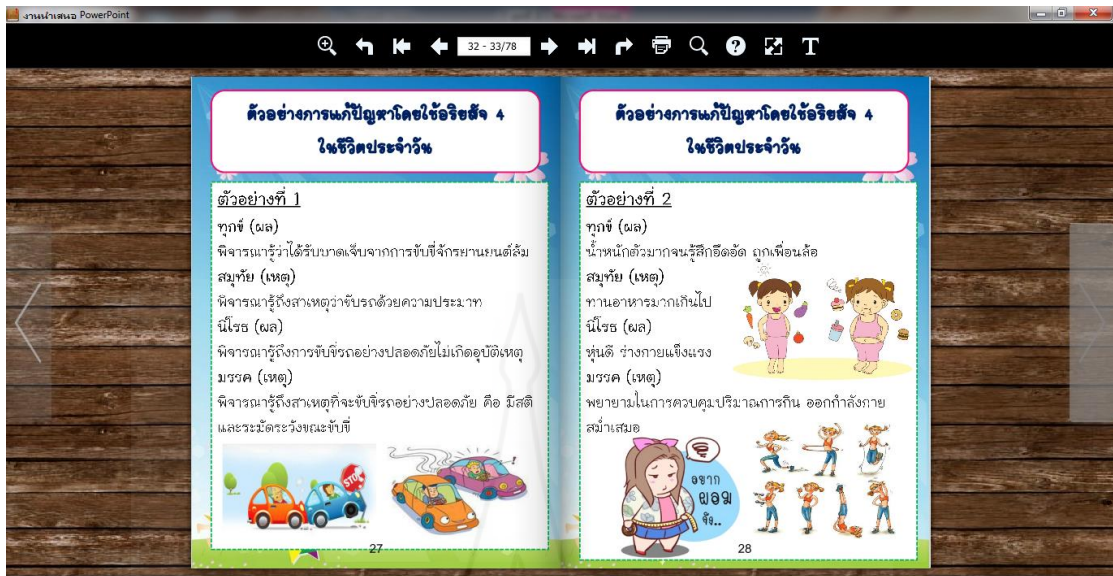 งานนำเสนอ PowerPoint
32 - 33/78
ตัวอย่างการแก้ปัญหาโดยใช้อริยสัจ 4
ในชีวิตประจำวัน
ตัวอย่างที่ 1
ทุกข์ (ผล)
พิจารณารู้ว่าได้รับบาดเจ็บจากการขับขี่จักรยานยนต์ล้ม
สมุทัย (เหตุ)
พิจารณารู้ถึงสาเหตุว่าขับรถด้วยความประมาท
นิโรธ (ผล)
พิจารณารู้ถึงการขับขี่รถอย่างปลอดภัยไม่เกิดอุบัติเหตุ
มรรค (เหตุ)
พิจารณารู้ถึงสาเหตุที่จะขับขี่รถอย่างปลอดภัย คือ มีสติ
และระมัดระวังขณะขับขี่
STOP
27
ตัวอย่างการแก้ปัญหาโดยใช้อริยสัจ 4
ในชีวิตประจำวัน
ตัวอย่างที่ 2
ทุกข์ (ผล)
น้ำหนักตัวมากจนรู้สึกอึดอัด ถูกเพื่อนล้อ
สมุทัย (เหตุ)
ทานอาหารมากเกินไป
นิโรธ (ผล)
หุ่นดี ร่างกายแข็งแรง
มรรค (เหตุ)
พยายามในการควบคุมปริมาณการกิน ออกกำลังกาย
สม่ำเสมอ
อยาก
ผอม
จัง..
28